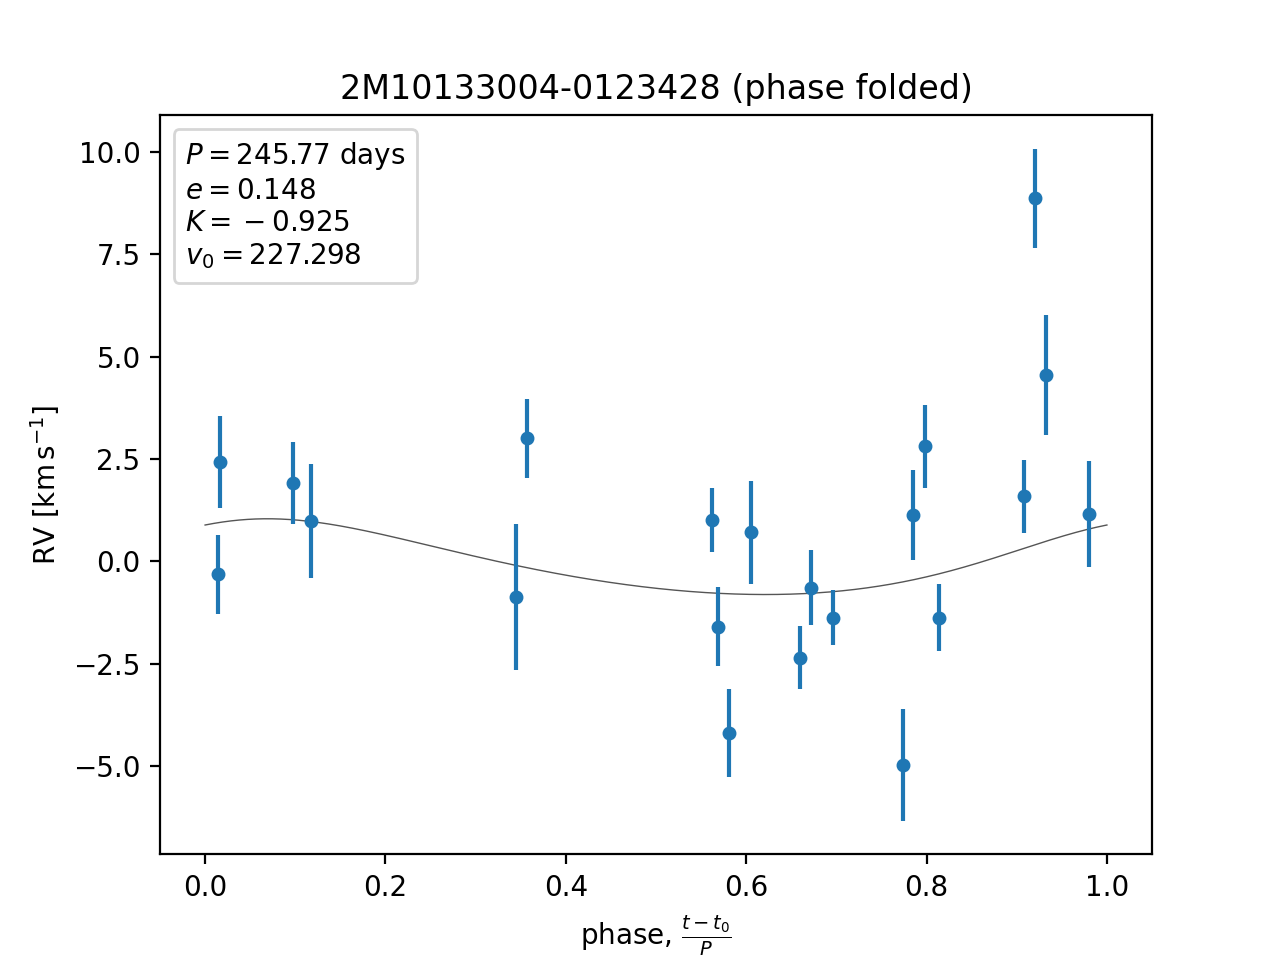 2M10133004-0123428 (phase folded)
P = 245.77 days
e = 0.148
K = −0.925
v₀ = 227.298
10.0
7.5
5.0
2.5
0.0
−2.5
−5.0
RV [km s⁻¹]
0.0 0.2 0.4 0.6 0.8 1.0
phase, (t − t₀)/P